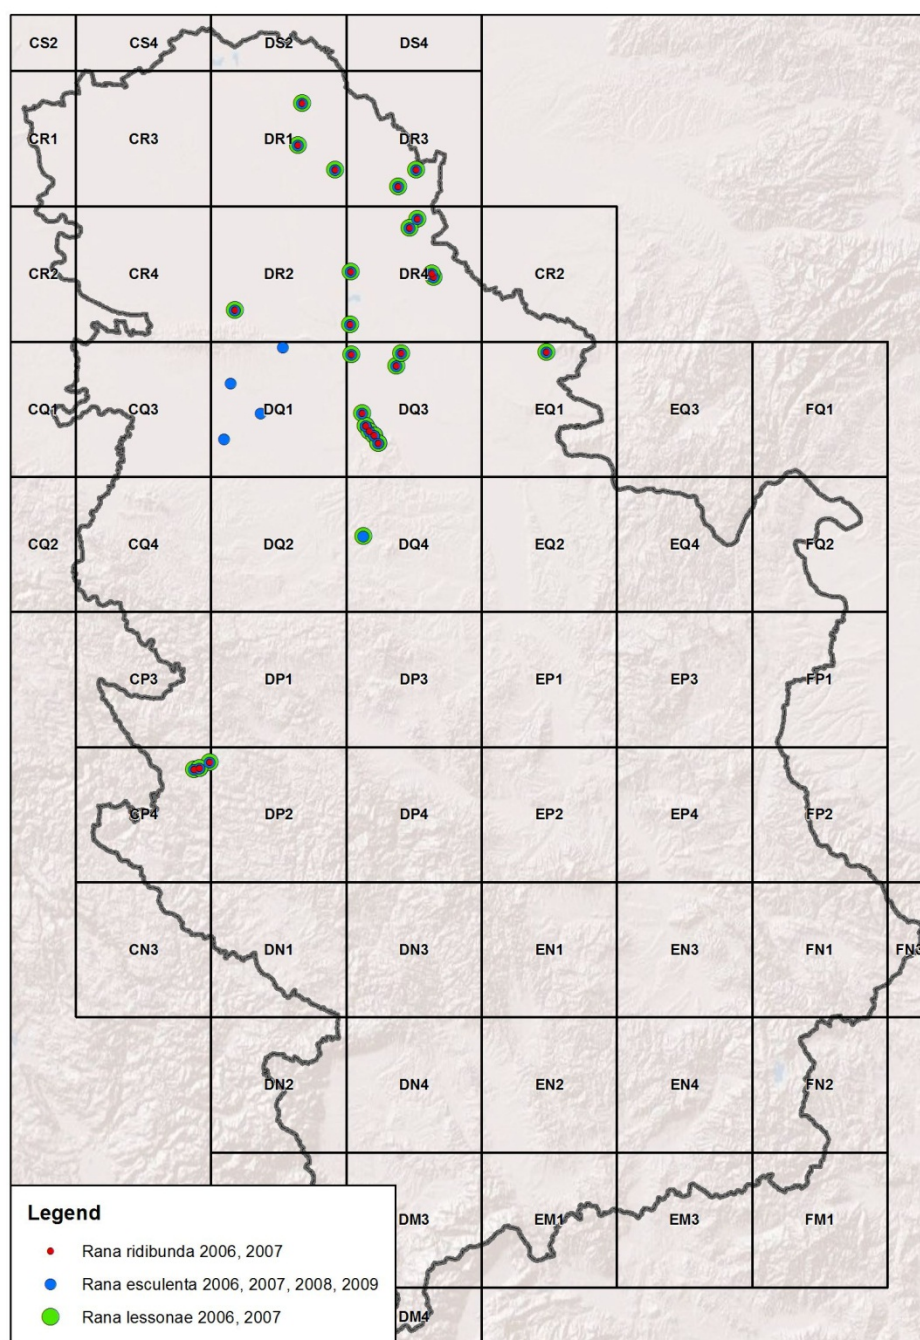 CS2 CS4 DS2 DS4
CR1 CR3 DR1 DR3
CR2 CR4 DR2 DR4 CR2
CQ1 CQ3 DQ1 DQ3 EQ1 EQ3 FQ1
CQ2 CQ4 DQ2 DQ4 EQ2 EQ4 FQ2
CP3 DP1 DP3 EP1 EP3 FP1
CP4 DP2 DP4 EP2 EP4 FP2
CN3 DN1 DN3 EN1 EN3 FN1 FN3
DN2 DN4 EN2 EN4 FN2
DM3 EM1 EM3 FM1
DM4
Legend
Rana ridibunda 2006, 2007
Rana esculenta 2006, 2007, 2008, 2009
Rana lessonae 2006, 2007